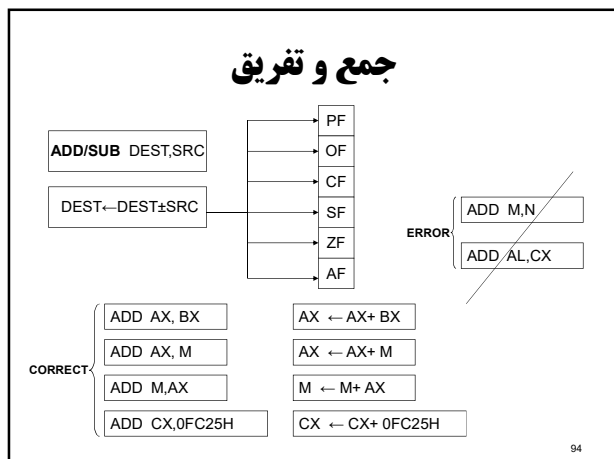 جمع و تفریق
ADD/SUB DEST,SRC
DEST←DEST±SRC
PF
OF
CF
SF
ZF
AF
ERROR
ADD M,N
ADD AL,CX
CORRECT
ADD AX, BX
AX ← AX+ BX
ADD AX, M
AX ← AX+ M
ADD M,AX
M ← M+ AX
ADD CX,0FC25H
CX ← CX+ 0FC25H
94